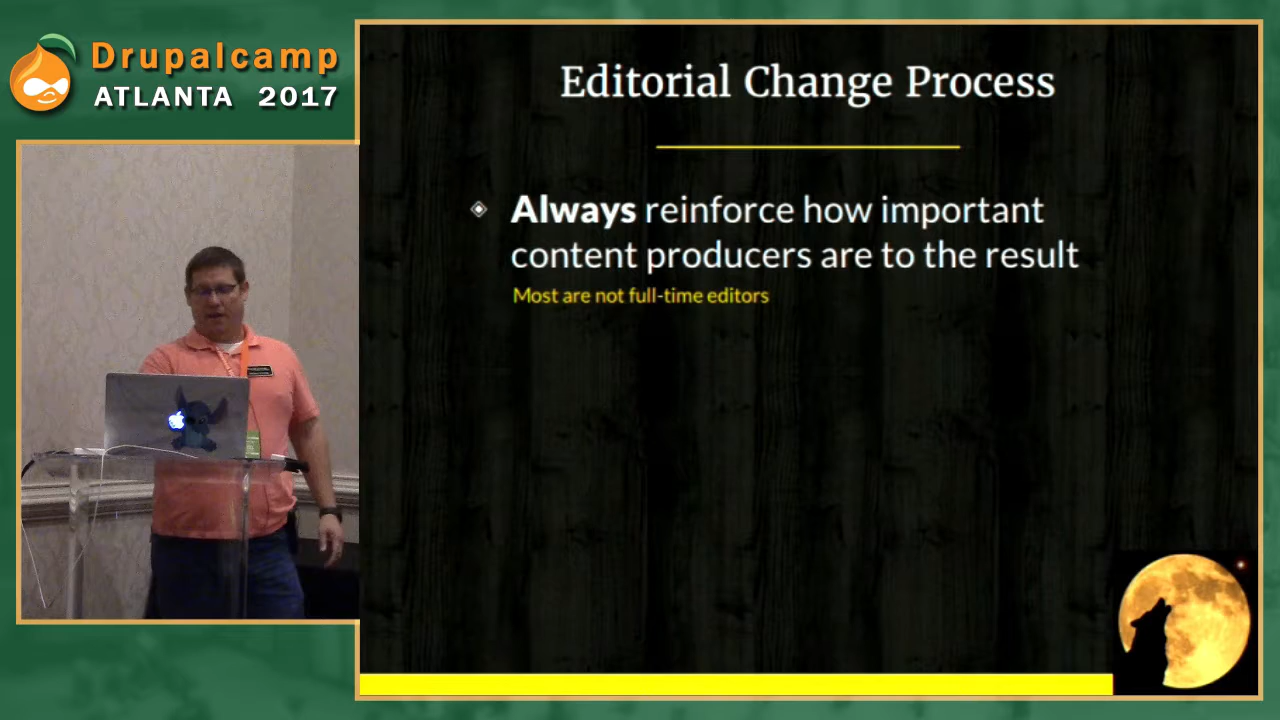 Drupalcamp
ATLANTA 2017
Editorial Change Process
Always reinforce how important
content producers are to the result
Most are not full-time editors